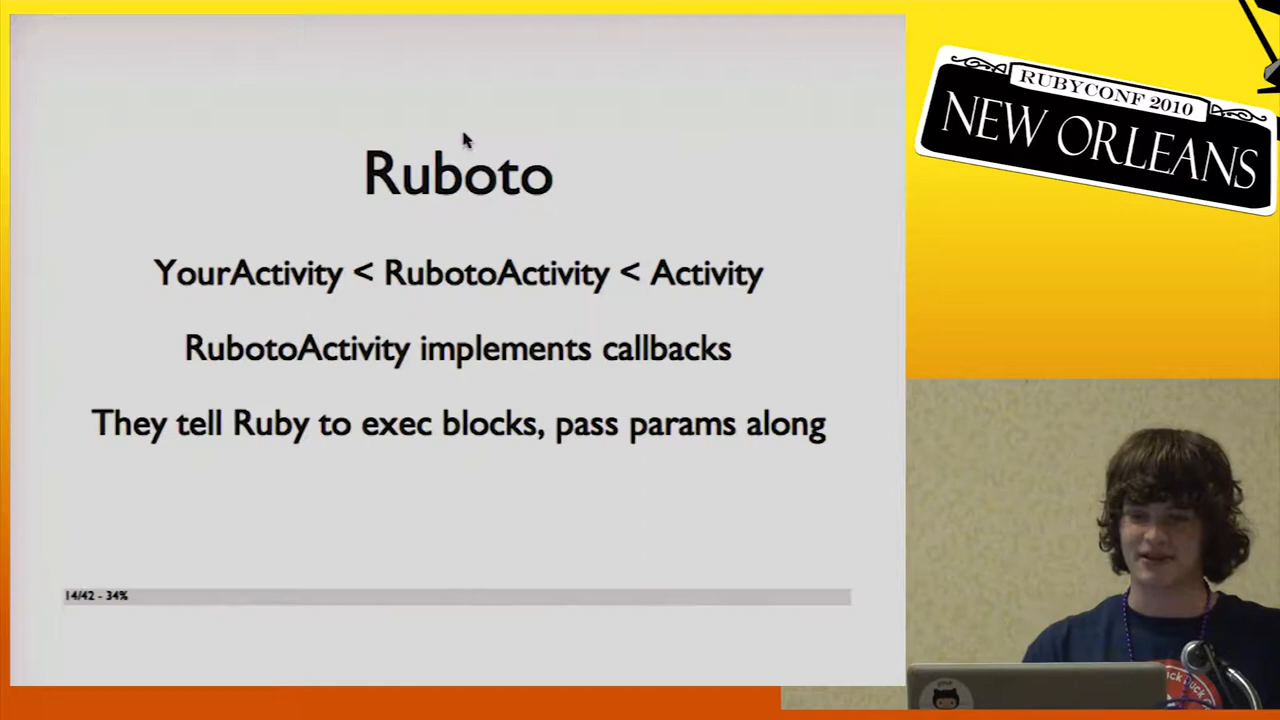 Ruboto
YourActivity < RubotoActivity < Activity
RubotoActivity implements callbacks
They tell Ruby to exec blocks, pass params along
14/42 - 34%
RUBYCONF 2010
NEW ORLEANS